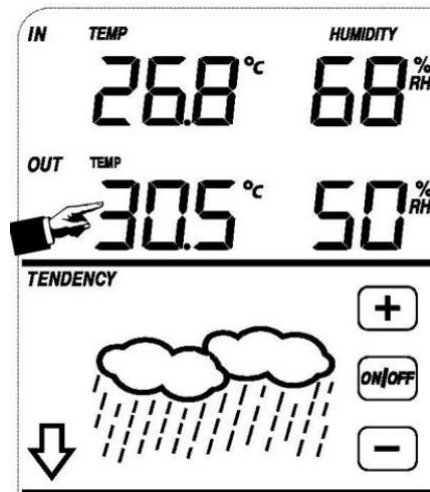 IN TEMP HUMIDITY
26.8 °C 68 % RH
OUT TEMP
30.5 °C 50 % RH
TENDENCY
+
ON/OFF
−